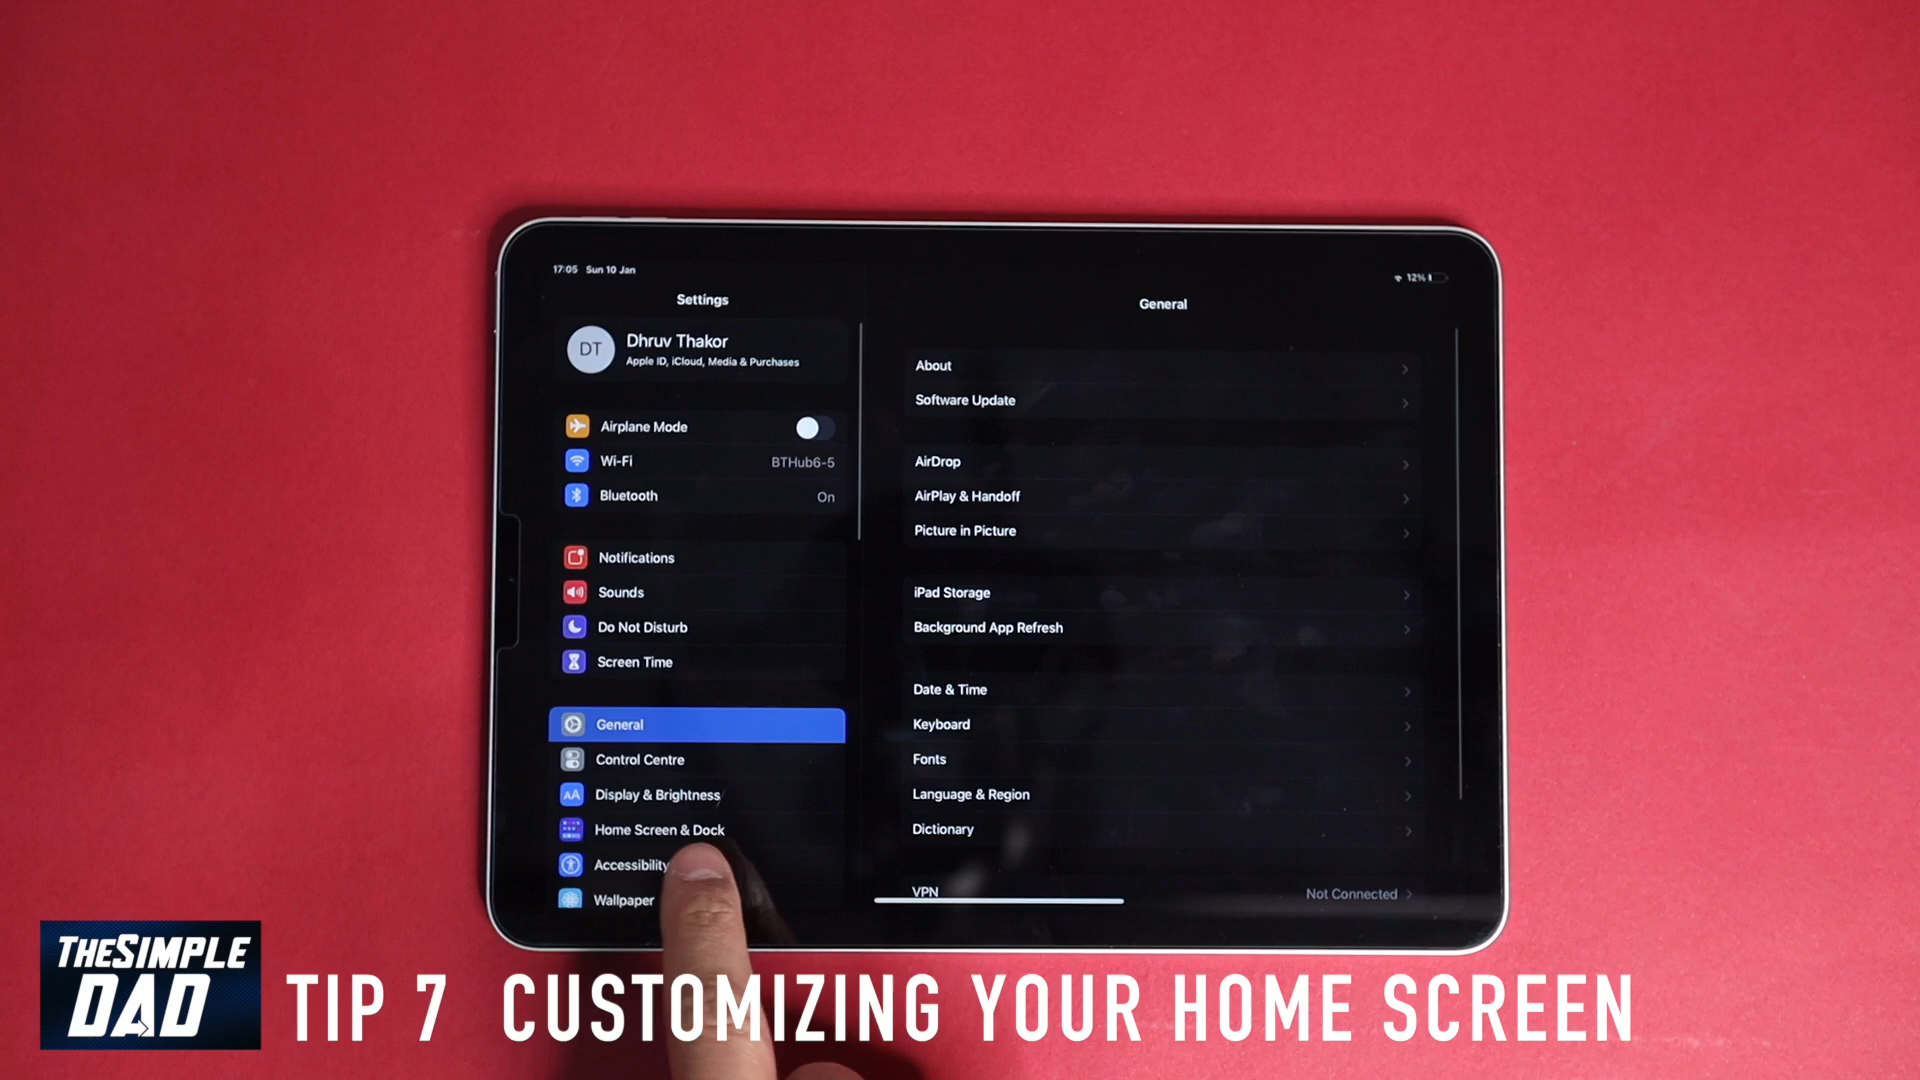 17:05 Sun 10 Jan
12%
Settings
DT
Dhruv Thakor
Apple ID, iCloud, Media & Purchases
Airplane Mode
Wi-Fi BTHub6-5
Bluetooth On
Notifications
Sounds
Do Not Disturb
Screen Time
General
Control Centre
AA Display & Brightness
Home Screen & Dock
Accessibility
Wallpaper
General
About
Software Update
AirDrop
AirPlay & Handoff
Picture in Picture
iPad Storage
Background App Refresh
Date & Time
Keyboard
Fonts
Language & Region
Dictionary
VPN Not Connected
THESIMPLE
DAD
TIP 7 CUSTOMIZING YOUR HOME SCREEN